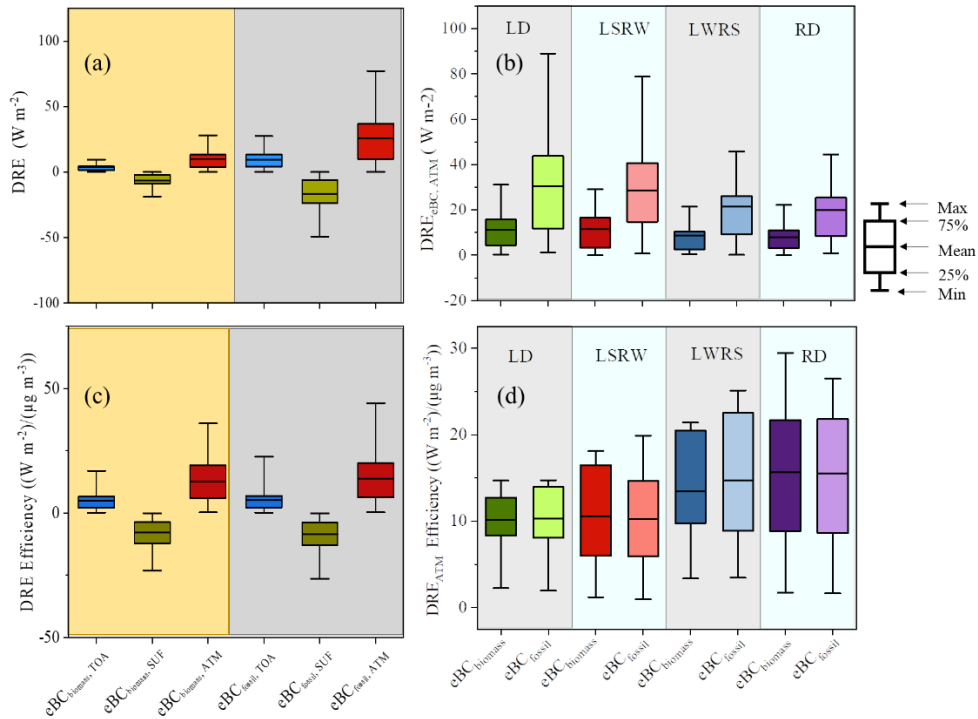 (a)
DRE (W m-2)
100
50
0
-50
-100
(b)
LD
LSRW
LWRS
RD
DREeBC, ATM ( W m-2)
100
80
60
40
20
0
-20
Max
75%
Mean
25%
Min
(c)
DRE Efficiency ((W m-2)/(μg m-3))
50
0
-50
eBCbiomass, TOA
eBCbiomass, SUF
eBCbiomass, ATM
eBCfossil, TOA
eBCfossil, SUF
eBCfossil, ATM
(d)
LD
LSRW
LWRS
RD
DREATM Efficiency ((W m-2)/(μg m-3))
30
20
10
0
eBCbiomass
eBCfossil
eBCbiomass
eBCfossil
eBCbiomass
eBCfossil
eBCbiomass
eBCfossil